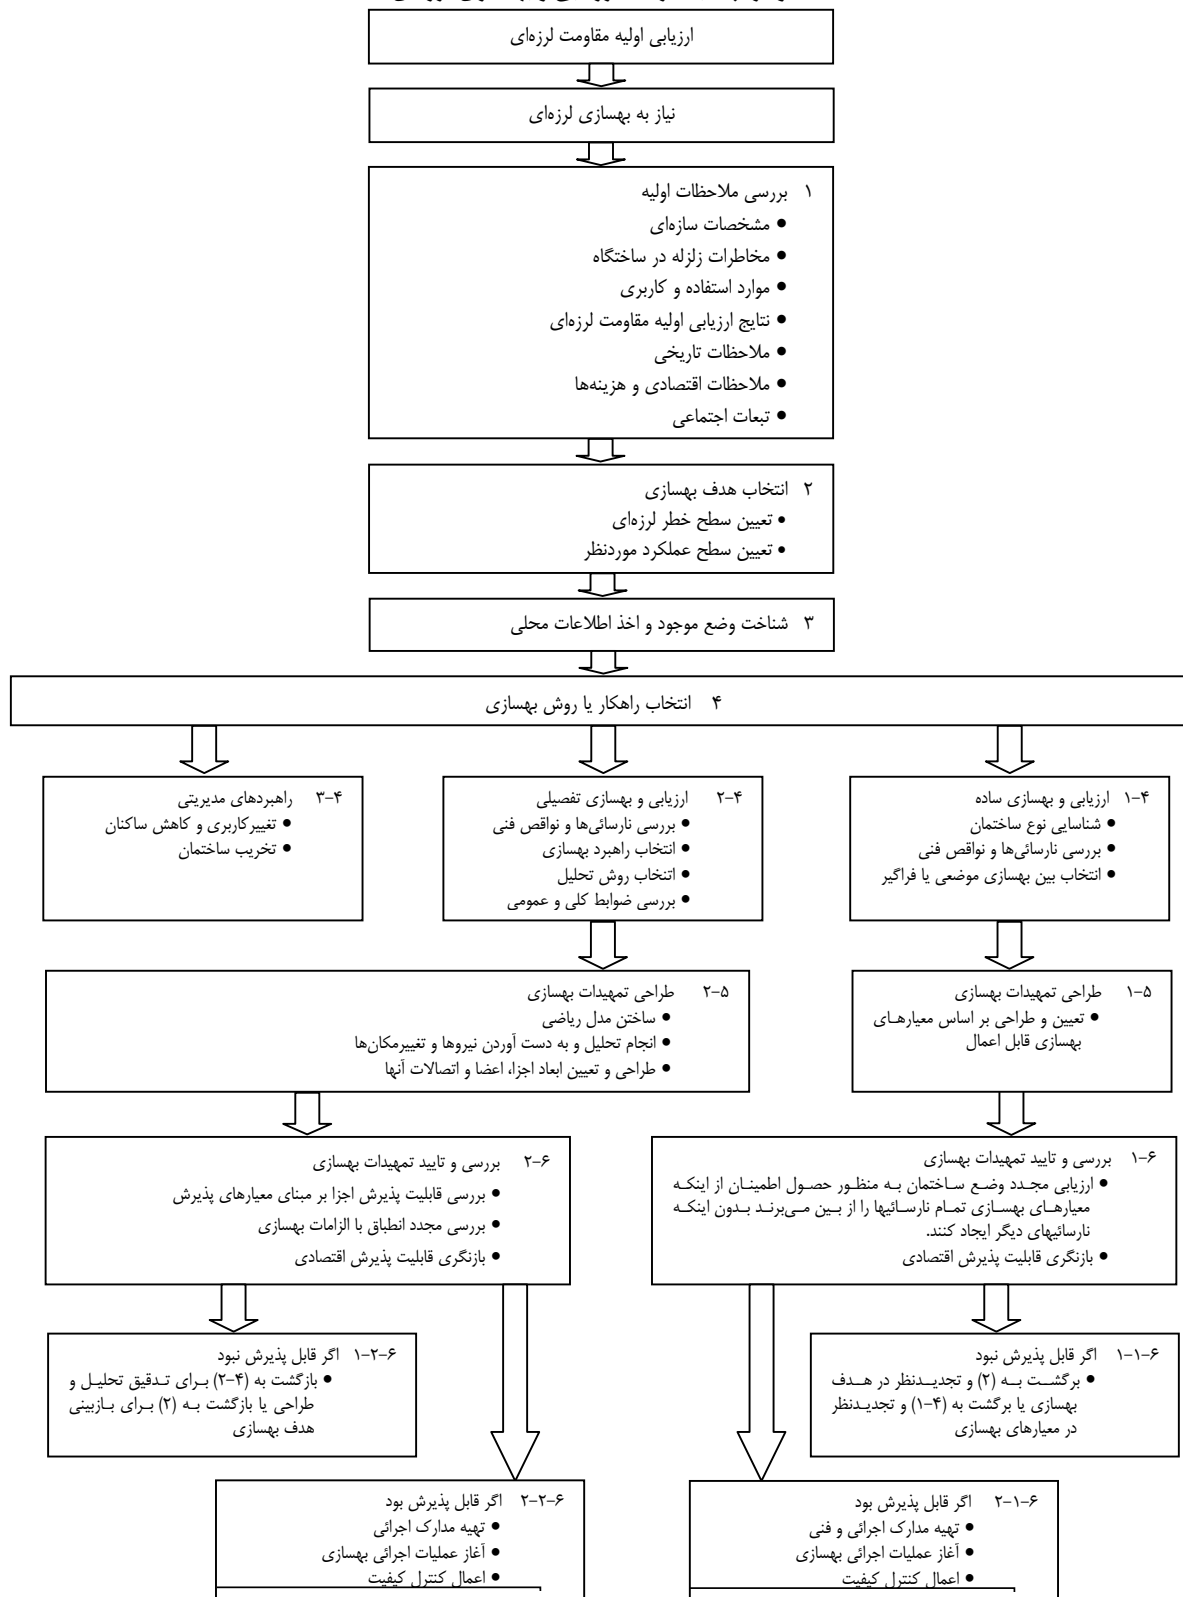 ارزیابی اولیه مقاومت لرزه‌ای
نیاز به بهسازی لرزه‌ای
۱ بررسی ملاحظات اولیه
● مشخصات سازه‌ای
● مخاطرات زلزله در ساختگاه
● موارد استفاده و کاربری
● نتایج ارزیابی اولیه مقاومت لرزه‌ای
● ملاحظات تاریخی
● ملاحظات اقتصادی و هزینه‌ها
● تبعات اجتماعی
۲ انتخاب هدف بهسازی
● تعیین سطح خطر لرزه‌ای
● تعیین سطح عملکرد موردنظر
۳ شناخت وضع موجود و اخذ اطلاعات محلی
۴ انتخاب راهکار یا روش بهسازی
۴-۱ ارزیابی و بهسازی ساده
● شناسایی نوع ساختمان
● بررسی نارسائی‌ها و نواقص فنی
● انتخاب بین بهسازی موضعی یا فراگیر
۴-۲ ارزیابی و بهسازی تفصیلی
● بررسی نارسائی‌ها و نواقص فنی
● انتخاب راهبرد بهسازی
● اتنخاب روش تحلیل
● بررسی ضوابط کلی و عمومی
۴-۳ راهبردهای مدیریتی
● تغییرکاربری و کاهش ساکنان
● تخریب ساختمان
۵-۱ طراحی تمهیدات بهسازی
● تعیین و طراحی بر اساس معیارهای
بهسازی قابل اعمال
۵-۲ طراحی تمهیدات بهسازی
● ساختن مدل ریاضی
● انجام تحلیل و به دست آوردن نیروها و تغییرمکان‌ها
● طراحی و تعیین ابعاد اجزا، اعضا و اتصالات آنها
۶-۱ بررسی و تایید تمهیدات بهسازی
● ارزیابی مجدد وضع ساختمان به منظور حصول اطمینان از اینکه
معیارهای بهسازی تمام نارسائیها را از بین می‌برند بدون اینکه
نارسائیهای دیگر ایجاد کنند.
● بازنگری قابلیت پذیرش اقتصادی
۶-۲ بررسی و تایید تمهیدات بهسازی
● بررسی قابلیت پذیرش اجزا بر مبنای معیارهای پذیرش
● بررسی مجدد انطباق با الزامات بهسازی
● بازنگری قابلیت پذیرش اقتصادی
۶-۱-۱ اگر قابل پذیرش نبود
● برگشت به (۲) و تجدیدنظر در هدف
بهسازی یا برگشت به (۴-۱) و تجدیدنظر
در معیارهای بهسازی
۶-۲-۱ اگر قابل پذیرش نبود
● بازگشت به (۴-۲) برای تدقیق تحلیل و
طراحی یا بازگشت به (۲) برای بازبینی
هدف بهسازی
۶-۱-۲ اگر قابل پذیرش بود
● تهیه مدارک اجرائی و فنی
● آغاز عملیات اجرائی بهسازی
● اعمال کنترل کیفیت
۶-۲-۲ اگر قابل پذیرش بود
● تهیه مدارک اجرائی
● آغاز عملیات اجرائی بهسازی
● اعمال کنترل کیفیت